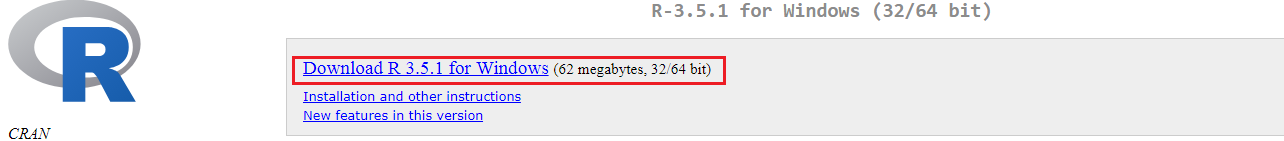 R
R-3.5.1 for Windows (32/64 bit)
Download R 3.5.1 for Windows (62 megabytes, 32/64 bit)
Installation and other instructions
New features in this version
CRAN